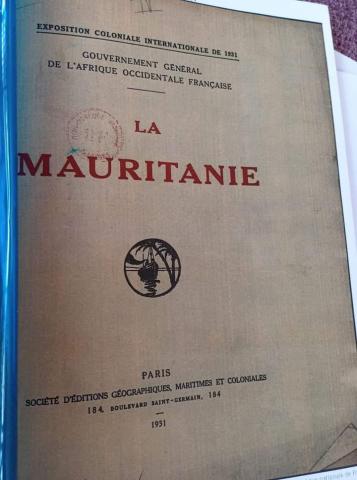 EXPOSITION COLONIALE INTERNATIONALE DE 1931
GOUVERNEMENT GÉNÉRAL
DE L'AFRIQUE OCCIDENTALE FRANÇAISE
LA
MAURITANIE
PARIS
SOCIÉTÉ D'ÉDITIONS GÉOGRAPHIQUES, MARITIMES ET COLONIALES
184, BOULEVARD SAINT-GERMAIN, 184
1931